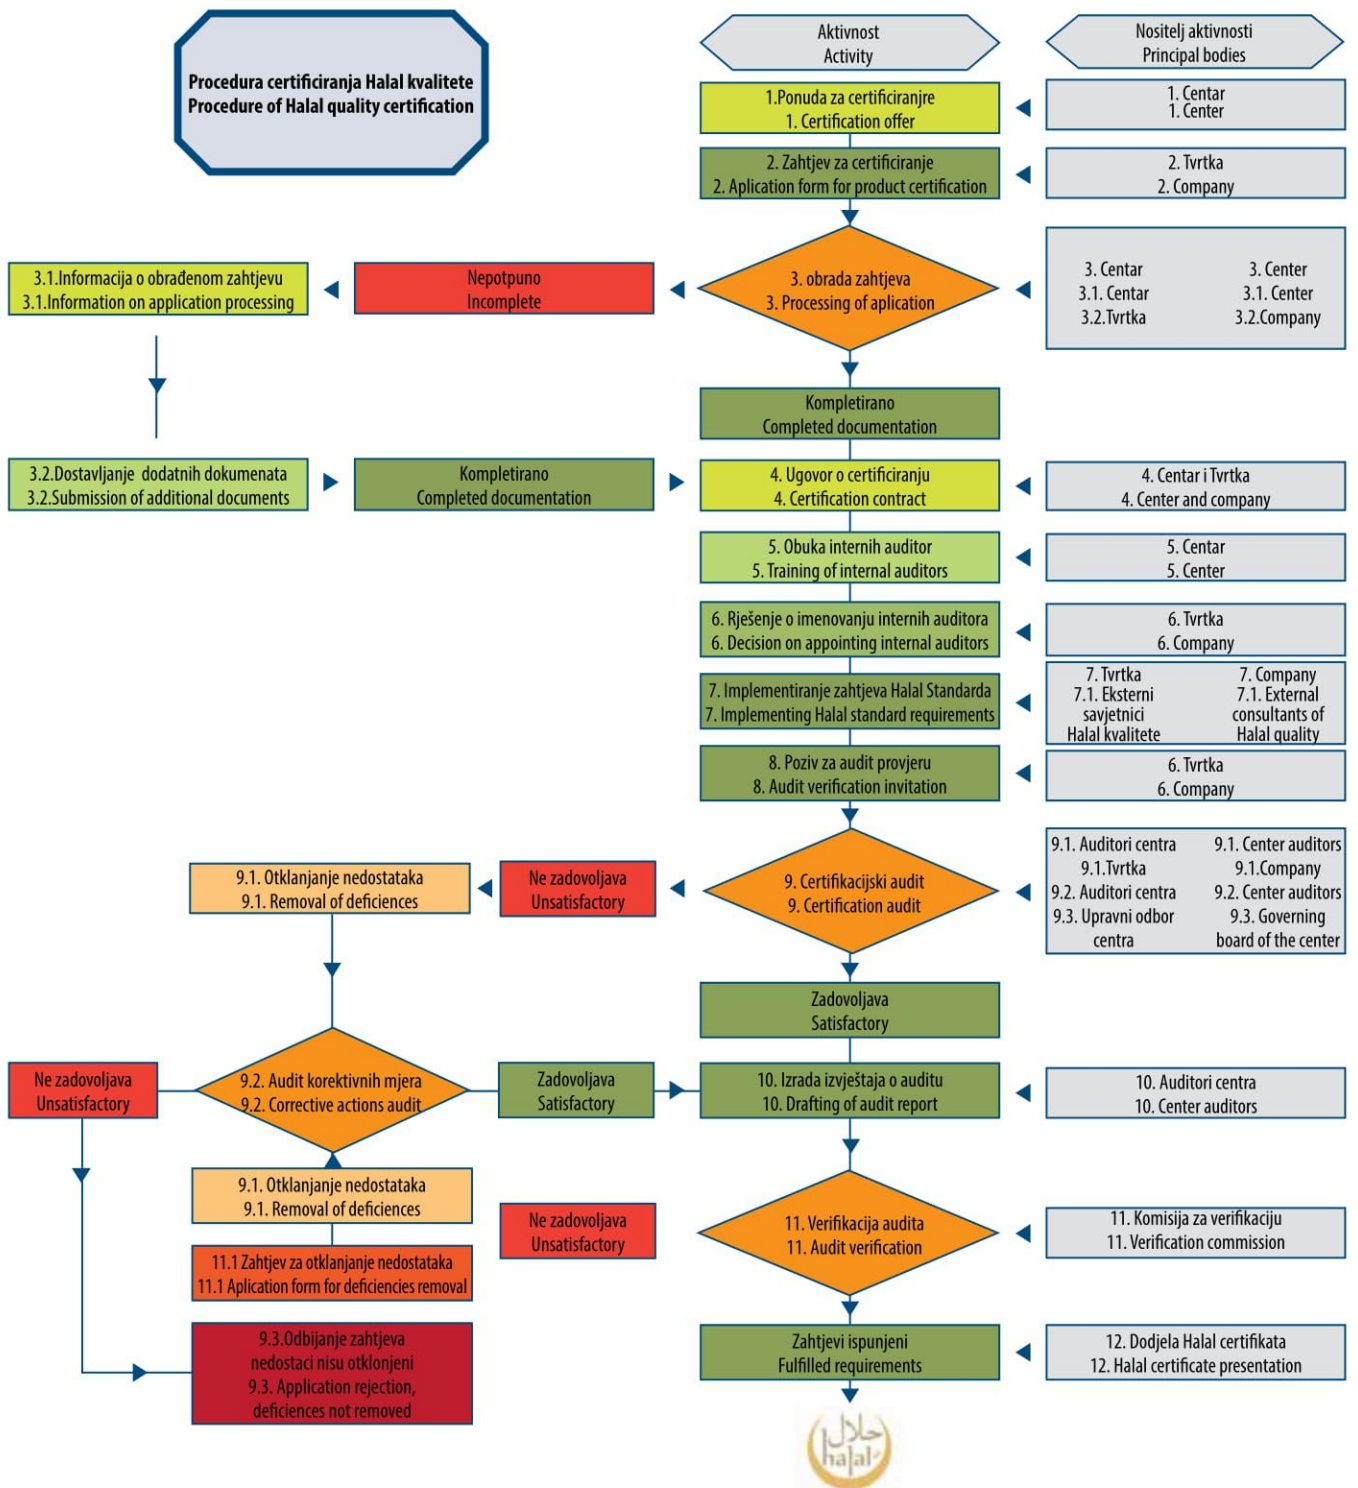 Procedura certificiranja Halal kvalitete
Procedure of Halal quality certification
Aktivnost
Activity
Nositelj aktivnosti
Principal bodies
1.Ponuda za certificiranjre
1. Certification offer
1. Centar
1. Center
2. Zahtjev za certificiranje
2. Aplication form for product certification
2. Tvrtka
2. Company
3.1.Informacija o obrađenom zahtjevu
3.1.Information on application processing
Nepotpuno
Incomplete
3. obrada zahtjeva
3. Processing of aplication
3. Centar
3.1. Centar
3.2.Tvrtka
3. Center
3.1. Center
3.2.Company
Kompletirano
Completed documentation
3.2.Dostavljanje dodatnih dokumenata
3.2.Submission of additional documents
Kompletirano
Completed documentation
4. Ugovor o certificiranju
4. Certification contract
4. Centar i Tvrtka
4. Center and company
5. Obuka internih auditor
5. Training of internal auditors
5. Centar
5. Center
6. Rješenje o imenovanju internih auditora
6. Decision on appointing internal auditors
6. Tvrtka
6. Company
7. Implementiranje zahtjeva Halal Standarda
7. Implementing Halal standard requirements
7. Tvrtka
7.1. Eksterni
savjetnici
Halal kvalitete
7. Company
7.1. External
consultants of
Halal quality
8. Poziv za audit provjeru
8. Audit verification invitation
6. Tvrtka
6. Company
9.1. Otklanjanje nedostataka
9.1. Removal of deficiences
Ne zadovoljava
Unsatisfactory
9. Certifikacijski audit
9. Certification audit
9.1. Auditori centra
9.1.Tvrtka
9.2. Auditori centra
9.3. Upravni odbor
centra
9.1. Center auditors
9.1.Company
9.2. Center auditors
9.3. Governing
board of the center
Zadovoljava
Satisfactory
Ne zadovoljava
Unsatisfactory
9.2. Audit korektivnih mjera
9.2. Corrective actions audit
Zadovoljava
Satisfactory
10. Izrada izvještaja o auditu
10. Drafting of audit report
10. Auditori centra
10. Center auditors
9.1. Otklanjanje nedostataka
9.1. Removal of deficiences
Ne zadovoljava
Unsatisfactory
11. Verifikacija audita
11. Audit verification
11. Komisija za verifikaciju
11. Verification commission
11.1 Zahtjev za otklanjanje nedostataka
11.1 Aplication form for deficiencies removal
9.3.Odbijanje zahtjeva
nedostaci nisu otklonjeni
9.3. Application rejection,
deficiences not removed
Zahtjevi ispunjeni
Fulfilled requirements
12. Dodjela Halal certifikata
12. Halal certificate presentation
حلال
halal